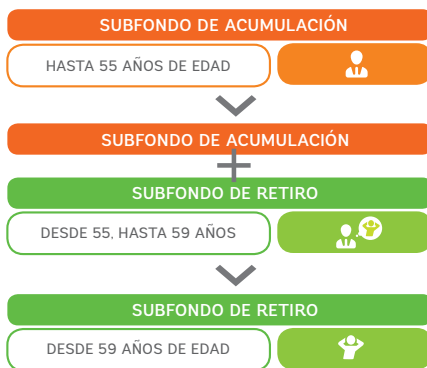 SUBFONDO DE ACUMULACIÓN
HASTA 55 AÑOS DE EDAD
SUBFONDO DE ACUMULACIÓN
+
SUBFONDO DE RETIRO
DESDE 55, HASTA 59 AÑOS
SUBFONDO DE RETIRO
DESDE 59 AÑOS DE EDAD